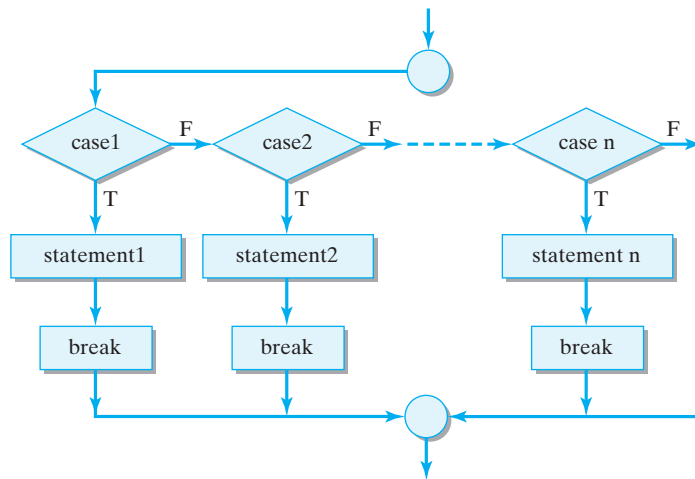 case1
F
case2
F
case n
F
T
T
T
statement1
statement2
statement n
break
break
break